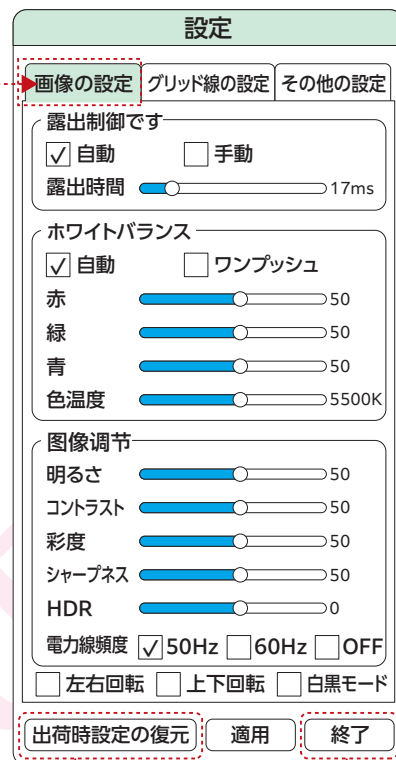 設定
画像の設定 グリッド線の設定 その他の設定
露出制御です
自動 手動
露出時間 17ms
ホワイトバランス
自動 ワンプッシュ
赤 50
緑 50
青 50
色温度 5500K
图像调节
明るさ 50
コントラスト 50
彩度 50
シャープネス 50
HDR 0
電力線頻度 50Hz 60Hz OFF
左右回転 上下回転 白黒モード
出荷時設定の復元 適用 終了